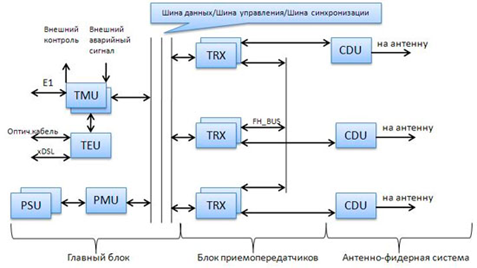 Шина данных/Шина управления/Шина синхронизации
Внешний
контроль
Внешний
аварийный
сигнал
E1
TMU
Оптич.кабель
xDSL
TEU
PSU
PMU
TRX
CDU
на антенну
FH_BUS
TRX
CDU
на антенну
TRX
CDU
на антенну
Главный блок
Блок приемопередатчиков
Антенно-фидерная система